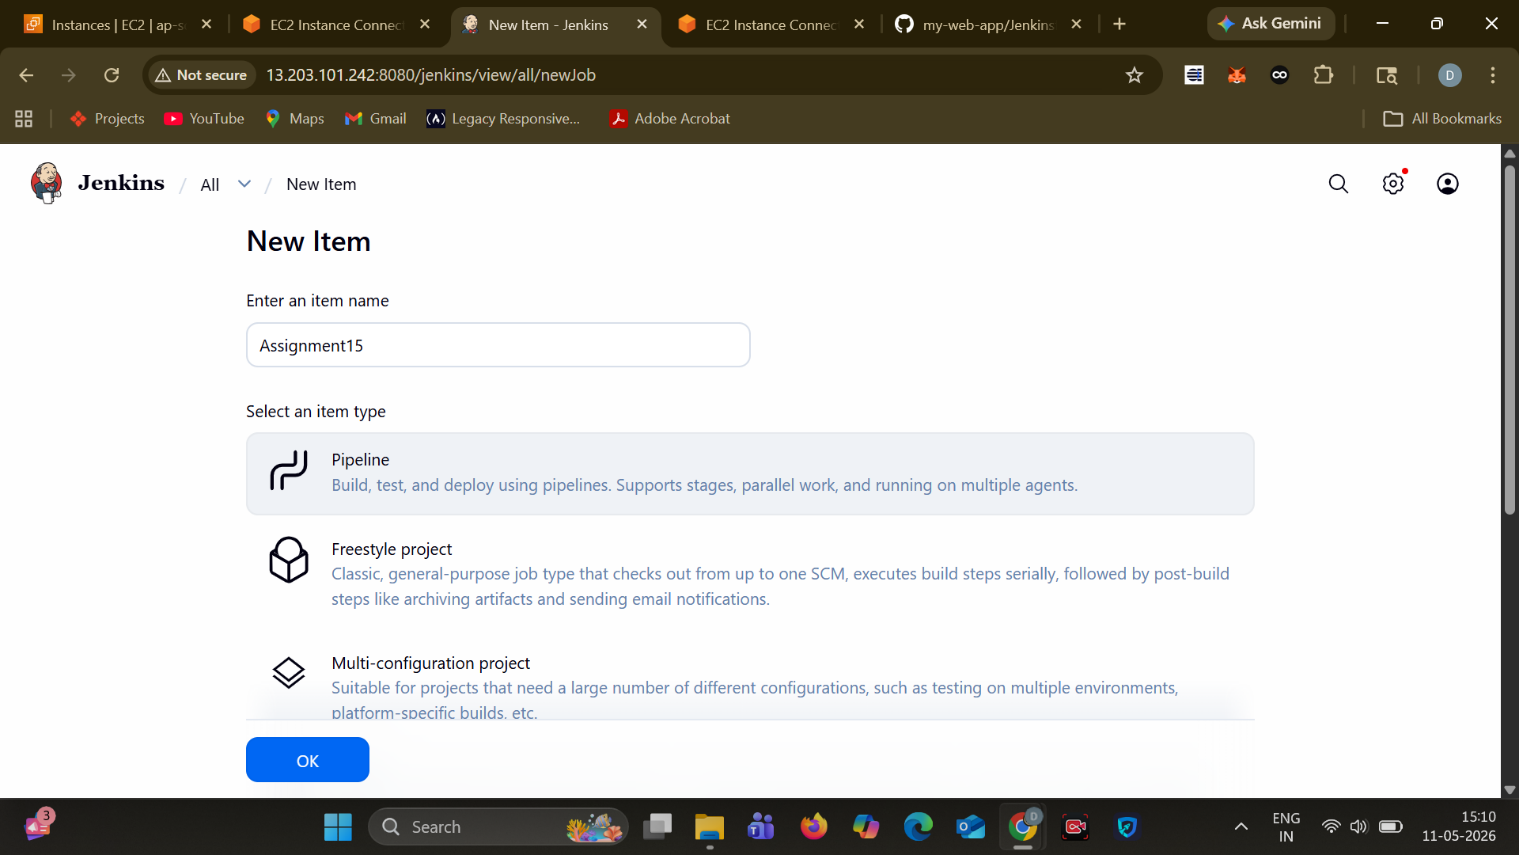 Instances | EC2 | ap-s
EC2 Instance Connec
New Item - Jenkins
EC2 Instance Connec
my-web-app/Jenkins
Ask Gemini
Not secure
13.203.101.242:8080/jenkins/view/all/newJob
D
Projects
YouTube
Maps
Gmail
Legacy Responsive...
Adobe Acrobat
All Bookmarks
Jenkins / All / New Item
New Item
Enter an item name
Assignment15
Select an item type
Pipeline
Build, test, and deploy using pipelines. Supports stages, parallel work, and running on multiple agents.
Freestyle project
Classic, general-purpose job type that checks out from up to one SCM, executes build steps serially, followed by post-build
steps like archiving artifacts and sending email notifications.
Multi-configuration project
Suitable for projects that need a large number of different configurations, such as testing on multiple environments,
platform-specific builds, etc.
OK
3
Search
D
ENG
IN
15:10
11-05-2026